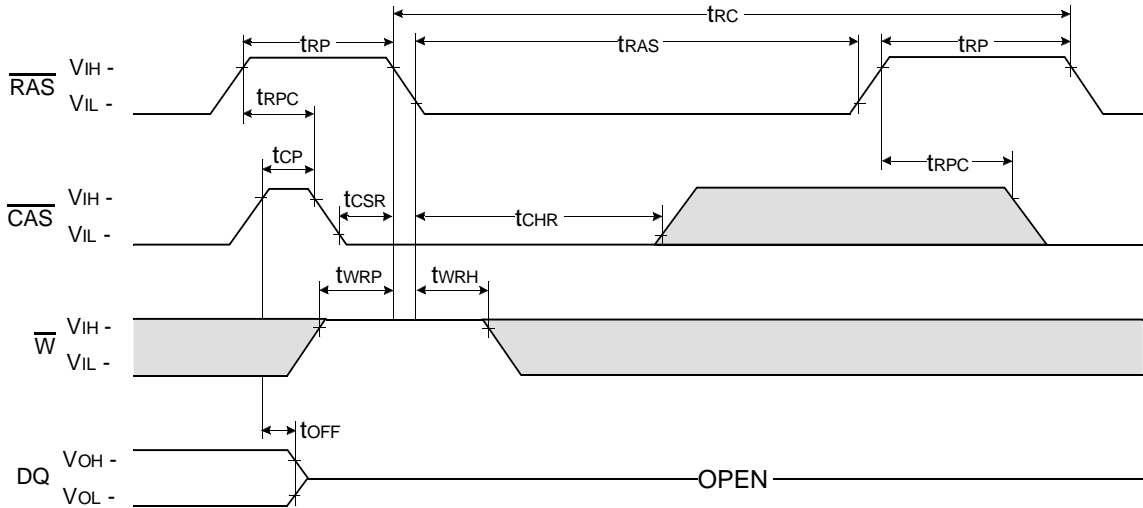 tRC
tRP
tRAS
tRP
RAS
VIH -
VIL -
tRPC
tCP
tRPC
CAS
VIH -
VIL -
tCSR
tCHR
tWRP
tWRH
W
VIH -
VIL -
tOFF
DQ
VOH -
VOL -
OPEN